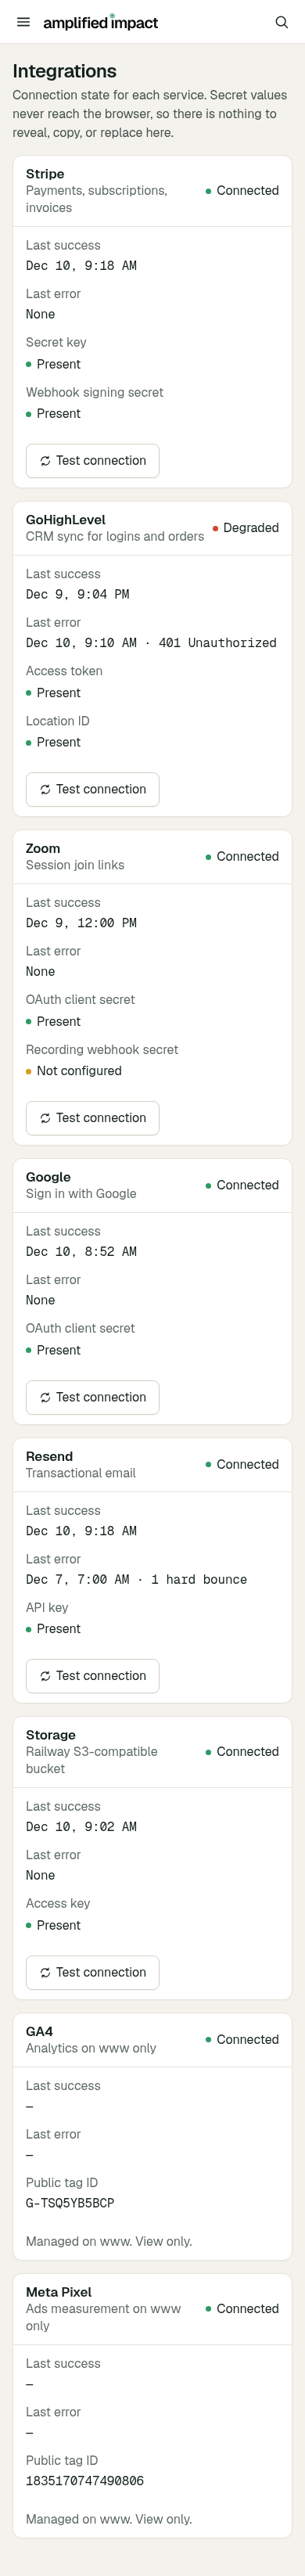 amplified impact
Integrations
Connection state for each service. Secret values
never reach the browser, so there is nothing to
reveal, copy, or replace here.
Stripe
Payments, subscriptions,
invoices
Connected
Last success
Dec 10, 9:18 AM
Last error
None
Secret key
Present
Webhook signing secret
Present
Test connection
GoHighLevel
CRM sync for logins and orders
Degraded
Last success
Dec 9, 9:04 PM
Last error
Dec 10, 9:10 AM · 401 Unauthorized
Access token
Present
Location ID
Present
Test connection
Zoom
Session join links
Connected
Last success
Dec 9, 12:00 PM
Last error
None
OAuth client secret
Present
Recording webhook secret
Not configured
Test connection
Google
Sign in with Google
Connected
Last success
Dec 10, 8:52 AM
Last error
None
OAuth client secret
Present
Test connection
Resend
Transactional email
Connected
Last success
Dec 10, 9:18 AM
Last error
Dec 7, 7:00 AM · 1 hard bounce
API key
Present
Test connection
Storage
Railway S3-compatible
bucket
Connected
Last success
Dec 10, 9:02 AM
Last error
None
Access key
Present
Test connection
GA4
Analytics on www only
Connected
Last success
—
Last error
—
Public tag ID
G-TSQ5YB5BCP
Managed on www. View only.
Meta Pixel
Ads measurement on www
only
Connected
Last success
—
Last error
—
Public tag ID
1835170747490806
Managed on www. View only.